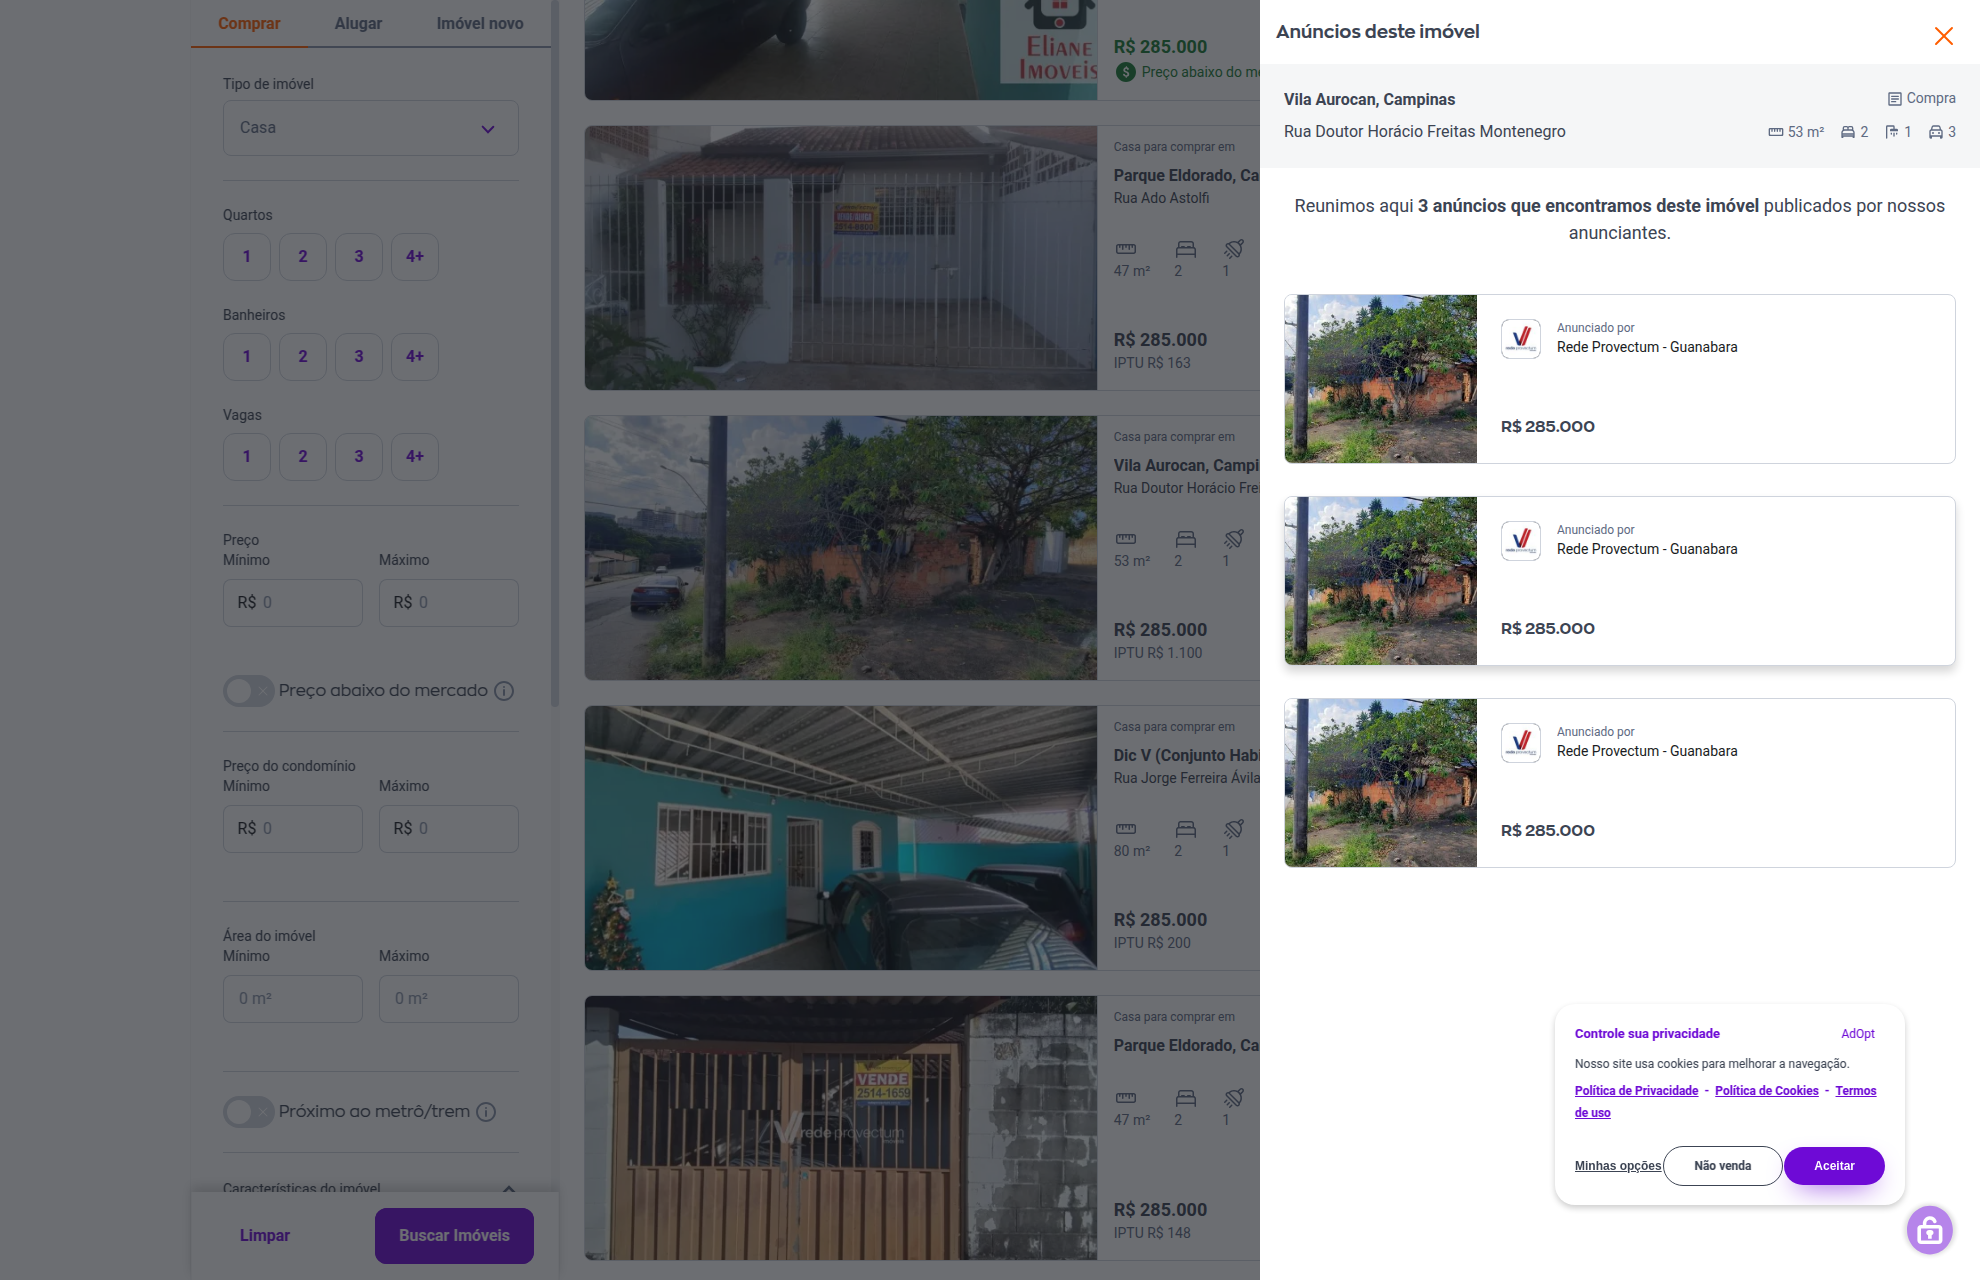 Comprar
Alugar
Imóvel novo
Tipo de imóvel
Casa
Quartos
1
2
3
4+
Banheiros
1
2
3
4+
Vagas
1
2
3
4+
Preço
Mínimo
Máximo
R$ 0
R$ 0
Preço abaixo do mercado
Preço do condomínio
Mínimo
Máximo
R$ 0
R$ 0
Área do imóvel
Mínimo
Máximo
0 m²
0 m²
Próximo ao metrô/trem
Características do imóvel
Limpar
Buscar Imóveis
ELIANE
IMOVEIS
R$ 285.000
Preço abaixo do me
Casa para comprar em
Parque Eldorado, Ca
Rua Ado Astolfi
47 m²
2
1
R$ 285.000
IPTU R$ 163
PROVECTUM
Casa para comprar em
Vila Aurocan, Campi
Rua Doutor Horácio Frei
53 m²
2
1
R$ 285.000
IPTU R$ 1.100
Casa para comprar em
Dic V (Conjunto Habi
Rua Jorge Ferreira Ávila
80 m²
2
1
R$ 285.000
IPTU R$ 200
VENDE
2514-1659
rede provectum
Casa para comprar em
Parque Eldorado, Ca
47 m²
2
1
R$ 285.000
IPTU R$ 148
Anúncios deste imóvel
Vila Aurocan, Campinas
Compra
Rua Doutor Horácio Freitas Montenegro
53 m²
2
1
3
Reunimos aqui 3 anúncios que encontramos deste imóvel publicados por nossos
anunciantes.
Anunciado por
Rede Provectum - Guanabara
R$ 285.000
Anunciado por
Rede Provectum - Guanabara
R$ 285.000
Anunciado por
Rede Provectum - Guanabara
R$ 285.000
Controle sua privacidade
AdOpt
Nosso site usa cookies para melhorar a navegação.
Política de Privacidade - Política de Cookies - Termos
de uso
Minhas opções
Não venda
Aceitar